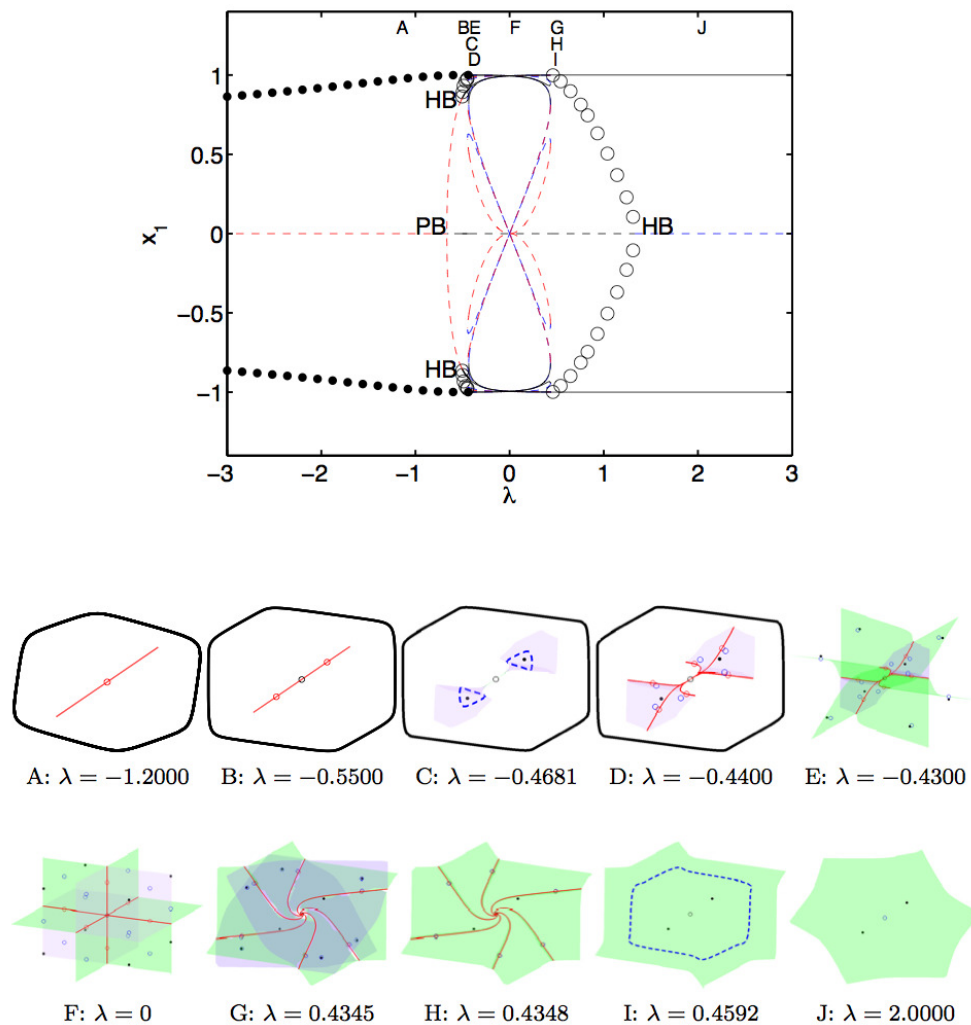 A BE F G J
C H
D I
1
HB
0.5
x1 PB 0 HB
−0.5
HB
−1
−3 −2 −1 0 1 2 3
λ
A: λ = −1.2000 B: λ = −0.5500 C: λ = −0.4681 D: λ = −0.4400 E: λ = −0.4300
F: λ = 0 G: λ = 0.4345 H: λ = 0.4348 I: λ = 0.4592 J: λ = 2.0000